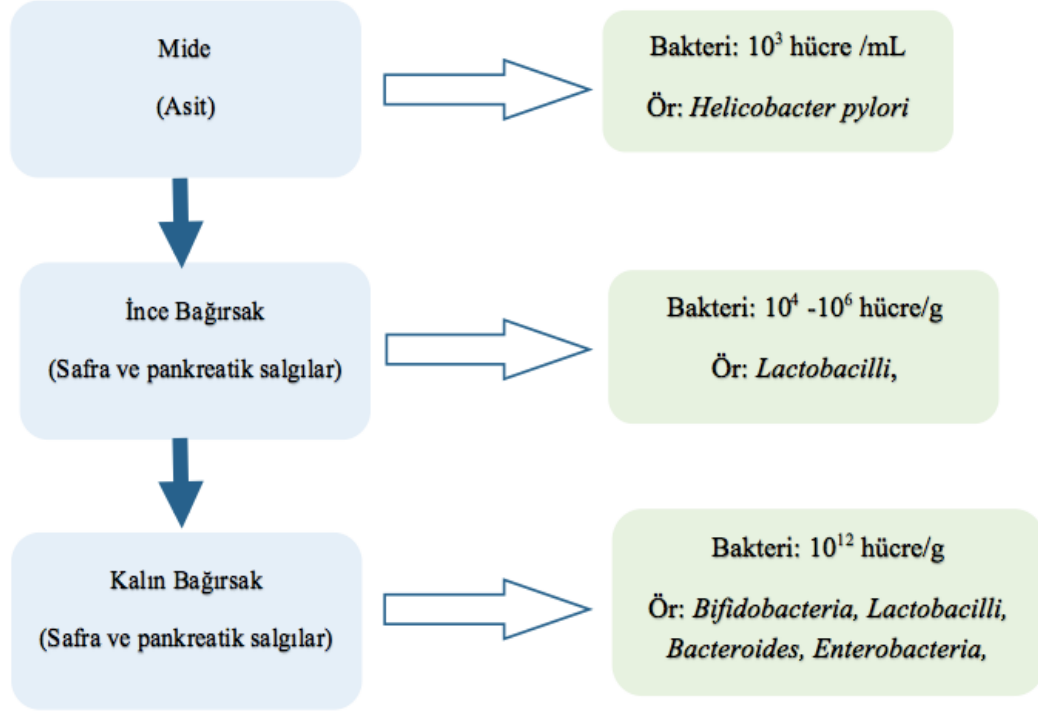 Mide
(Asit)
Bakteri: 10³ hücre /mL
Ör: Helicobacter pylori
İnce Bağırsak
(Safra ve pankreatik salgılar)
Bakteri: 10⁴ -10⁶ hücre/g
Ör: Lactobacilli,
Kalın Bağırsak
(Safra ve pankreatik salgılar)
Bakteri: 10¹² hücre/g
Ör: Bifidobacteria, Lactobacilli,
Bacteroides, Enterobacteria,